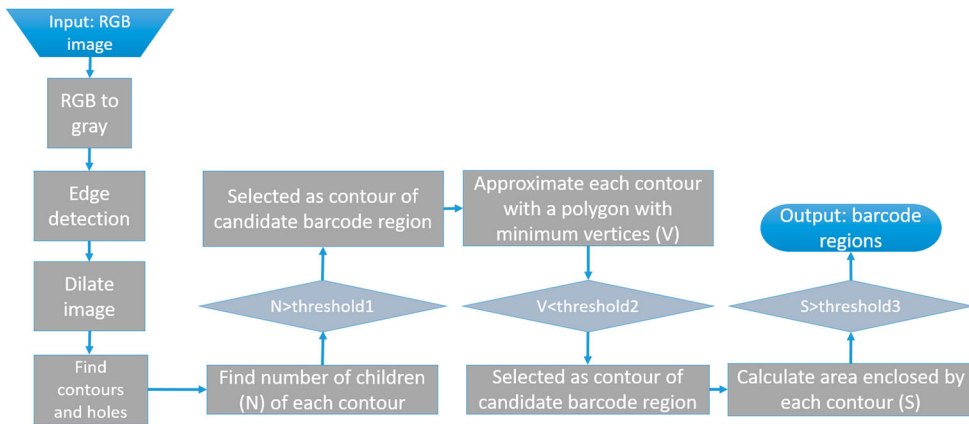 Input: RGB
image
RGB to
gray
Edge
detection
Dilate
image
Find
contours
and holes
Find number of children
(N) of each contour
N>threshold1
Selected as contour of
candidate barcode region
Approximate each contour
with a polygon with
minimum vertices (V)
V<threshold2
Selected as contour of
candidate barcode region
Calculate area enclosed by
each contour (S)
S>threshold3
Output: barcode
regions